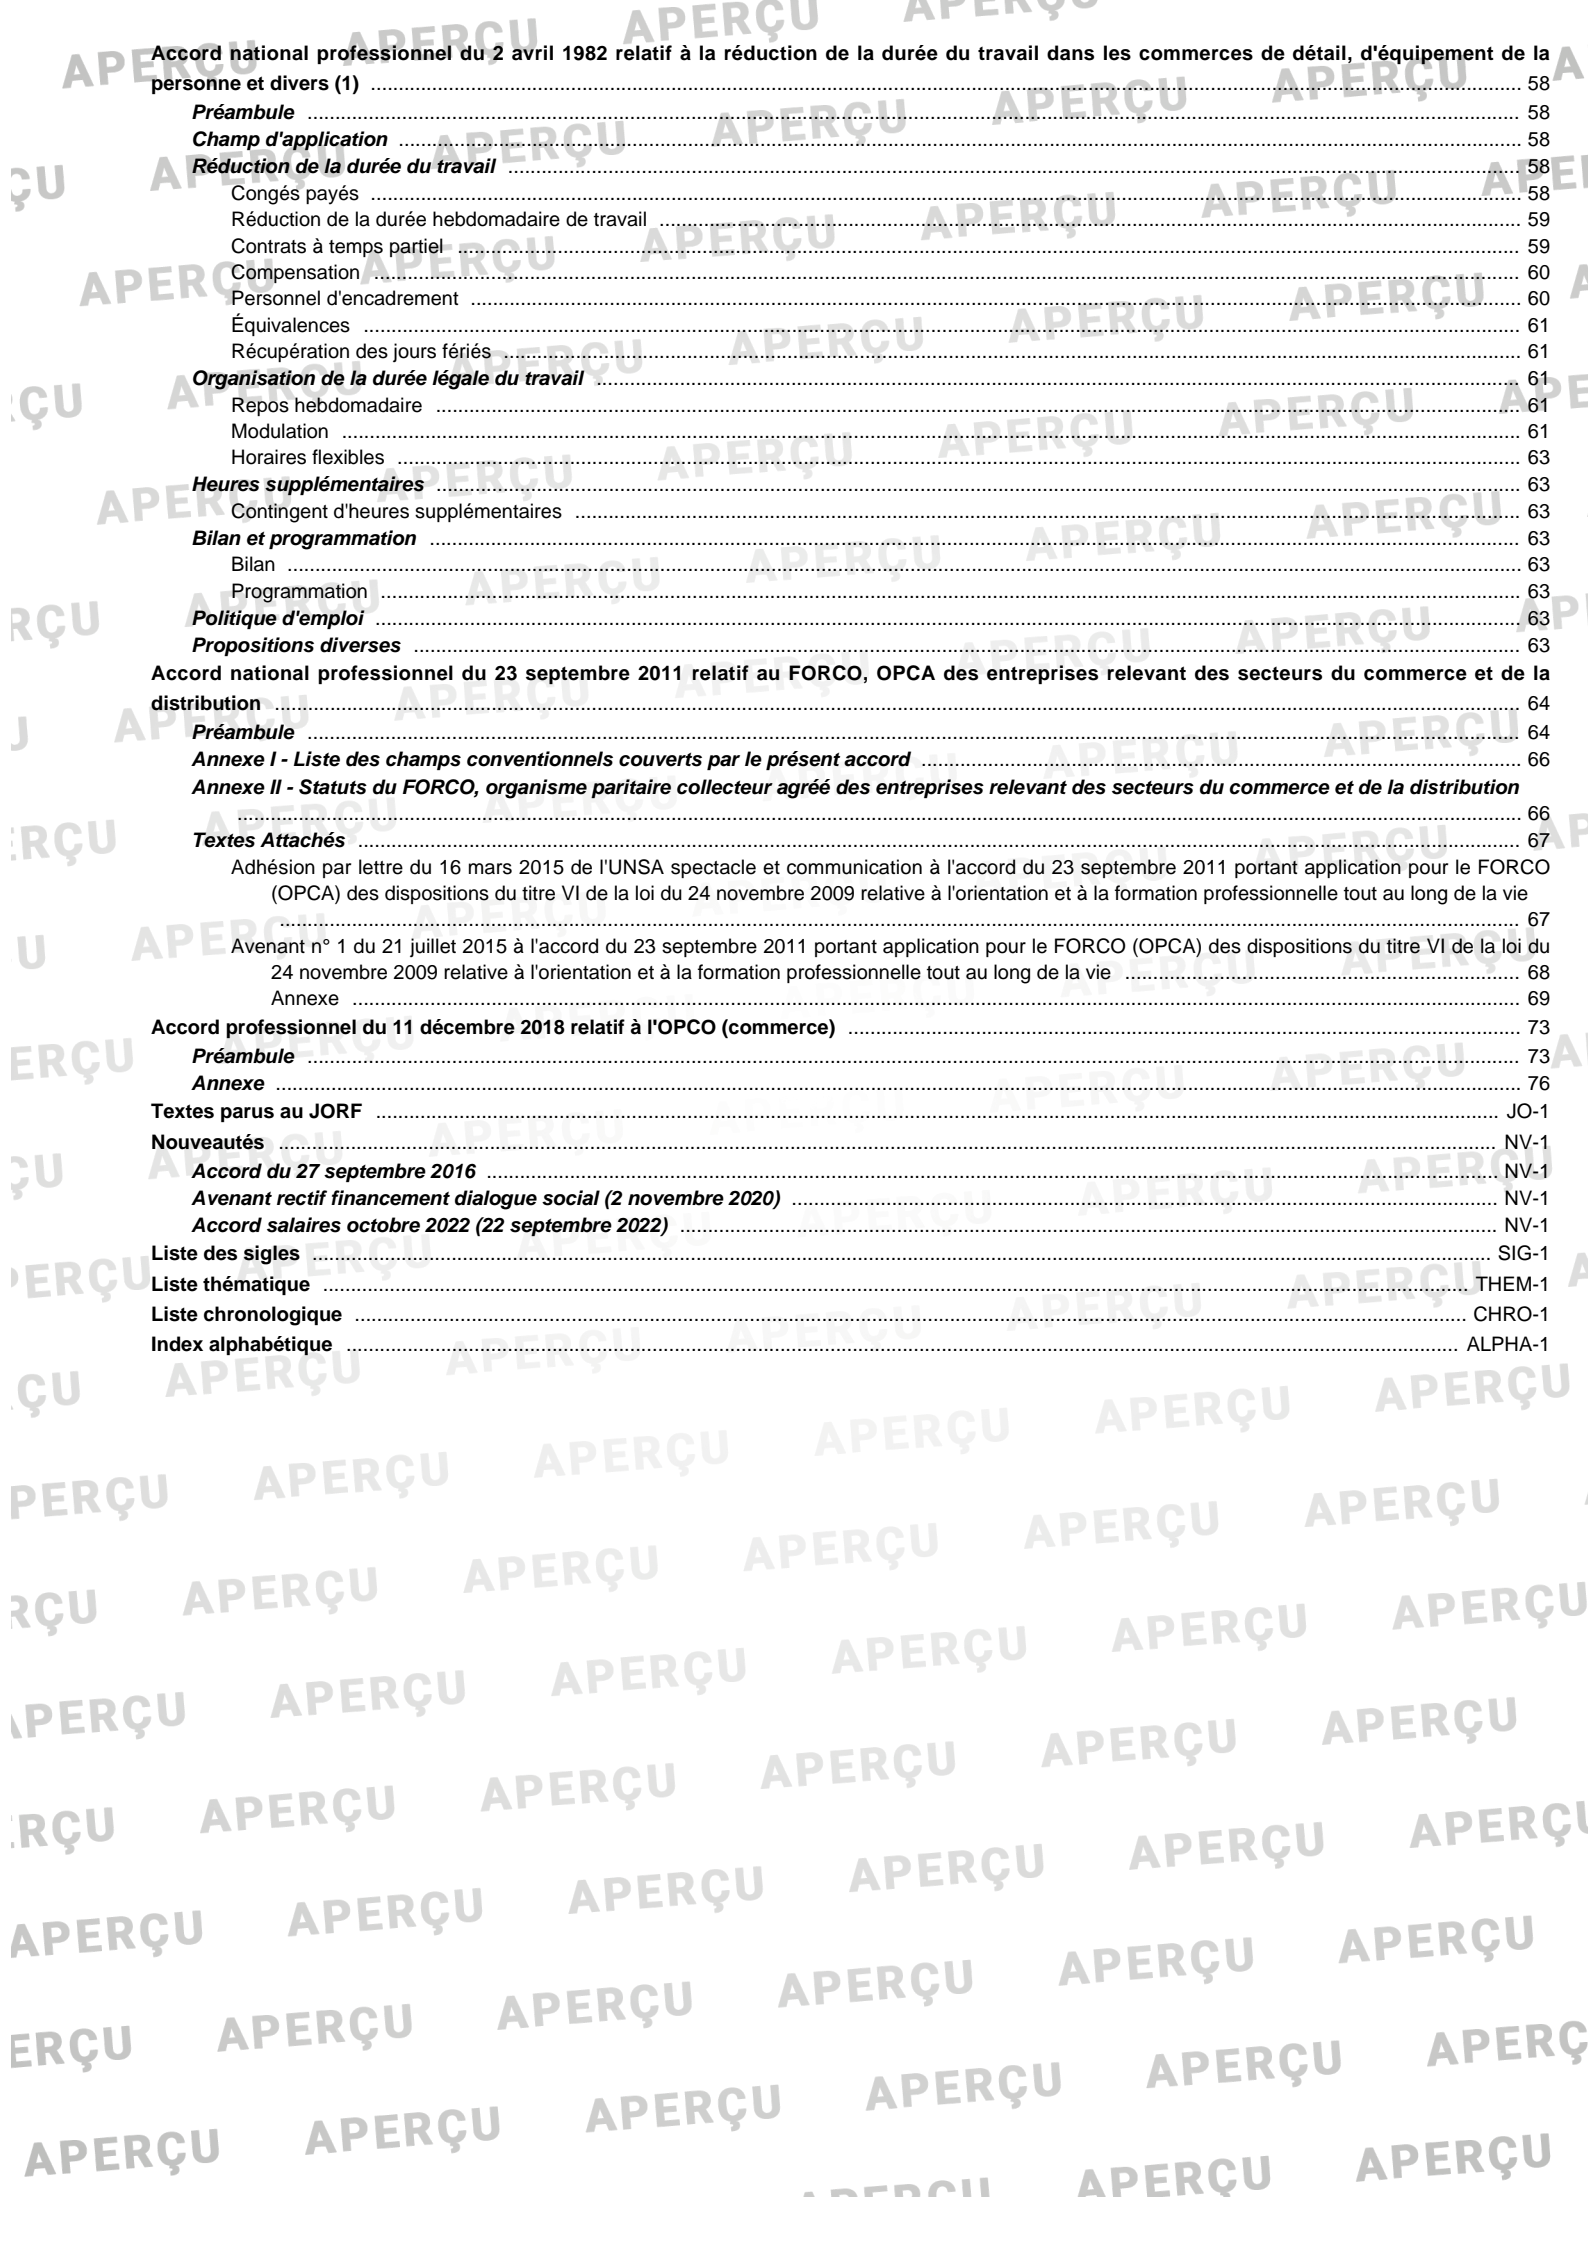 Accord national professionnel du 2 avril 1982 relatif à la réduction de la durée du travail dans les commerces de détail, d'équipement de la
personne et divers (1) 58
Préambule 58
Champ d'application 58
Réduction de la durée du travail 58
Congés payés 58
Réduction de la durée hebdomadaire de travail 59
Contrats à temps partiel 59
Compensation 60
Personnel d'encadrement 60
Équivalences 61
Récupération des jours fériés 61
Organisation de la durée légale du travail 61
Repos hebdomadaire 61
Modulation 61
Horaires flexibles 63
Heures supplémentaires 63
Contingent d'heures supplémentaires 63
Bilan et programmation 63
Bilan 63
Programmation 63
Politique d'emploi 63
Propositions diverses 63
Accord national professionnel du 23 septembre 2011 relatif au FORCO, OPCA des entreprises relevant des secteurs du commerce et de la
distribution 64
Préambule 64
Annexe I - Liste des champs conventionnels couverts par le présent accord 66
Annexe II - Statuts du FORCO, organisme paritaire collecteur agréé des entreprises relevant des secteurs du commerce et de la distribution
66
Textes Attachés 67
Adhésion par lettre du 16 mars 2015 de l'UNSA spectacle et communication à l'accord du 23 septembre 2011 portant application pour le FORCO
(OPCA) des dispositions du titre VI de la loi du 24 novembre 2009 relative à l'orientation et à la formation professionnelle tout au long de la vie
67
Avenant n° 1 du 21 juillet 2015 à l'accord du 23 septembre 2011 portant application pour le FORCO (OPCA) des dispositions du titre VI de la loi du
24 novembre 2009 relative à l'orientation et à la formation professionnelle tout au long de la vie 68
Annexe 69
Accord professionnel du 11 décembre 2018 relatif à l'OPCO (commerce) 73
Préambule 73
Annexe 76
Textes parus au JORF JO-1
Nouveautés NV-1
Accord du 27 septembre 2016 NV-1
Avenant rectif financement dialogue social (2 novembre 2020) NV-1
Accord salaires octobre 2022 (22 septembre 2022) NV-1
Liste des sigles SIG-1
Liste thématique THEM-1
Liste chronologique CHRO-1
Index alphabétique ALPHA-1
APERÇU